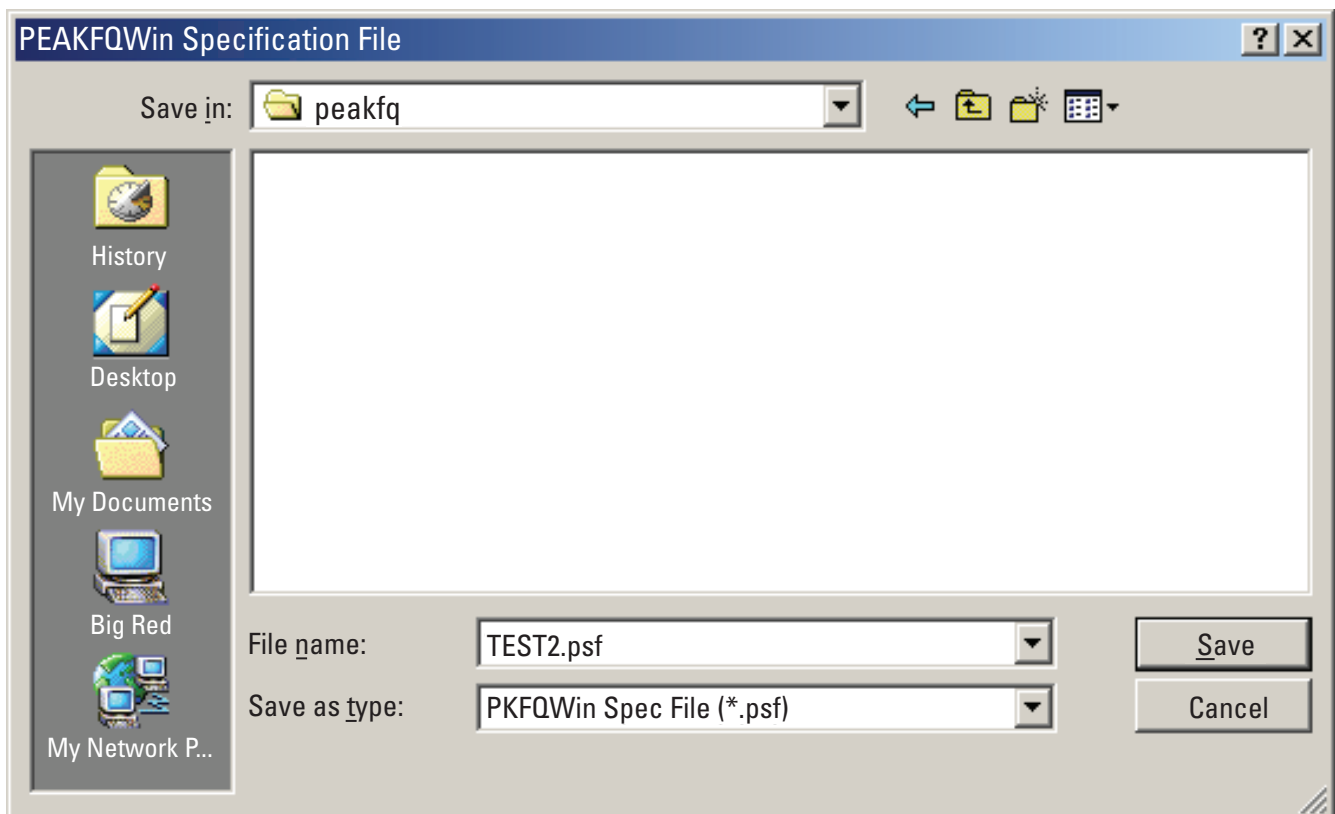 PEAKFQWin Specification File
Save in: peakfq
History
Desktop
My Documents
Big Red
My Network P...
File name: TEST2.psf Save
Save as type: PKFQWin Spec File (*.psf) Cancel